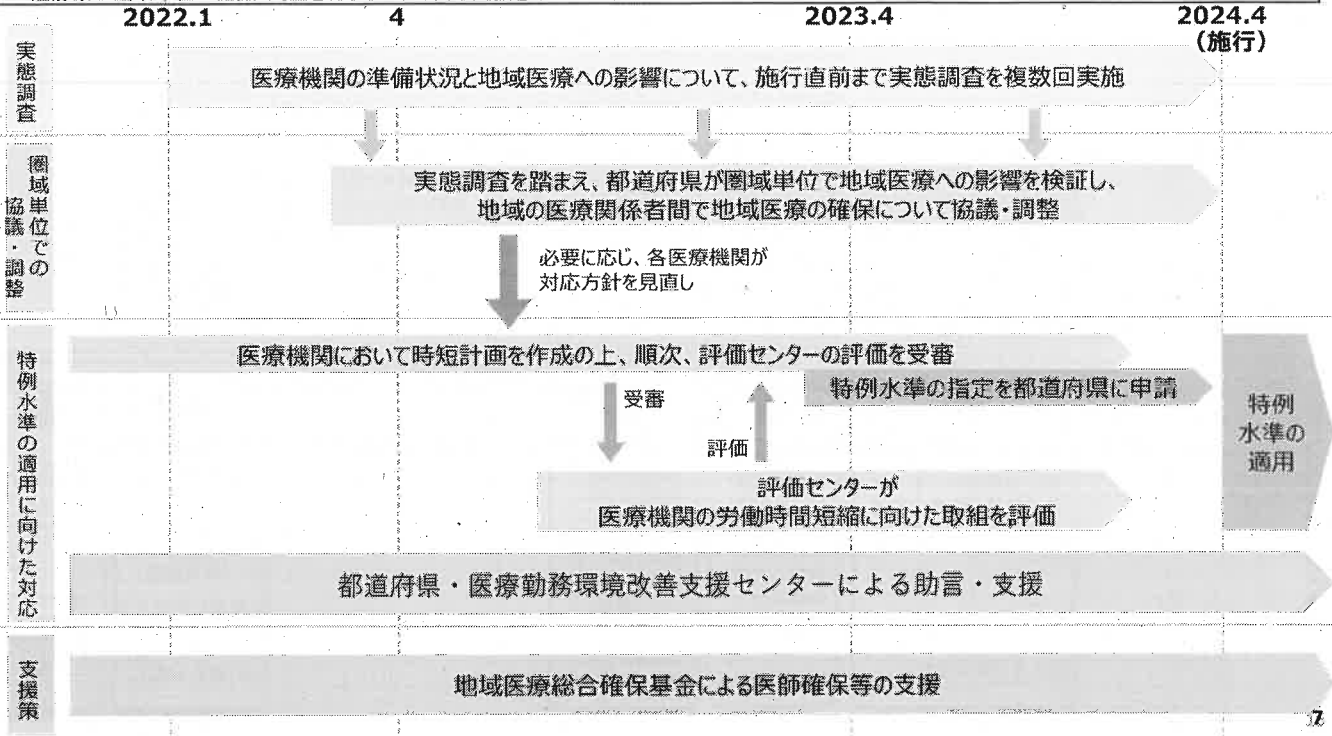 2022.1
4
2023.4
2024.4
(施行)
実態調査
医療機関の準備状況と地域医療への影響について、施行直前まで実態調査を複数回実施
圏域単位での
協議・調整
実態調査を踏まえ、都道府県が圏域単位で地域医療への影響を検証し、
地域の医療関係者間で地域医療の確保について協議・調整
必要に応じ、各医療機関が
対応方針を見直し
特例水準の適用に向けた対応
医療機関において時短計画を作成の上、順次、評価センターの評価を受審
特例水準の指定を都道府県に申請
受審
評価
特例
水準の
適用
評価センターが
医療機関の労働時間短縮に向けた取組を評価
都道府県・医療勤務環境改善支援センターによる助言・支援
支援策
地域医療総合確保基金による医師確保等の支援
7